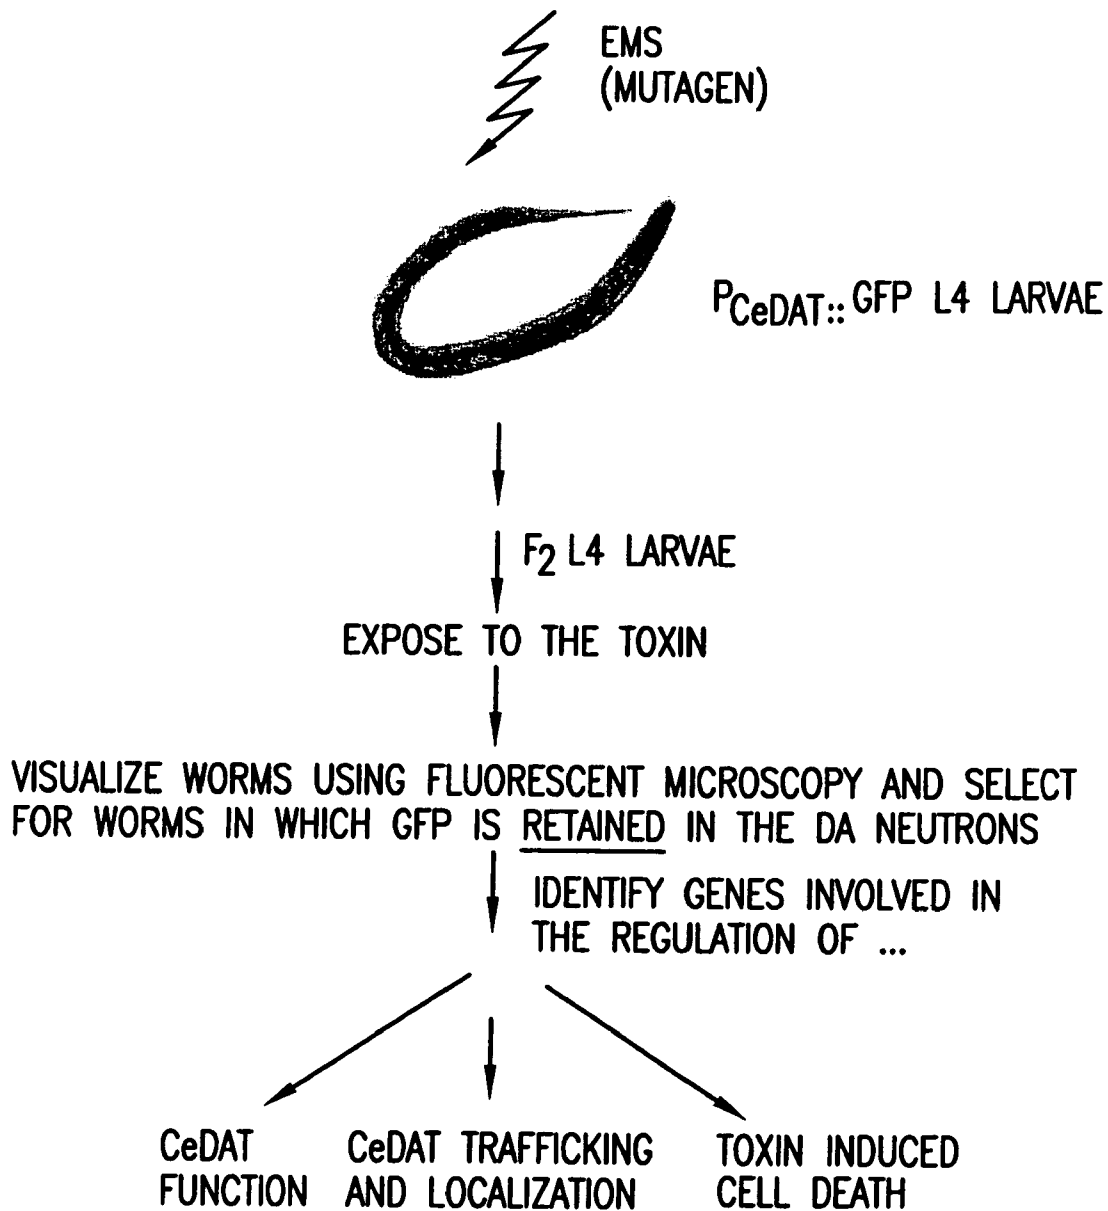 EMS
(MUTAGEN)
PCeDAT:: GFP L4 LARVAE
F2 L4 LARVAE
EXPOSE TO THE TOXIN
VISUALIZE WORMS USING FLUORESCENT MICROSCOPY AND SELECT
FOR WORMS IN WHICH GFP IS RETAINED IN THE DA NEUTRONS
IDENTIFY GENES INVOLVED IN
THE REGULATION OF ...
CeDAT
FUNCTION
CeDAT TRAFFICKING
AND LOCALIZATION
TOXIN INDUCED
CELL DEATH